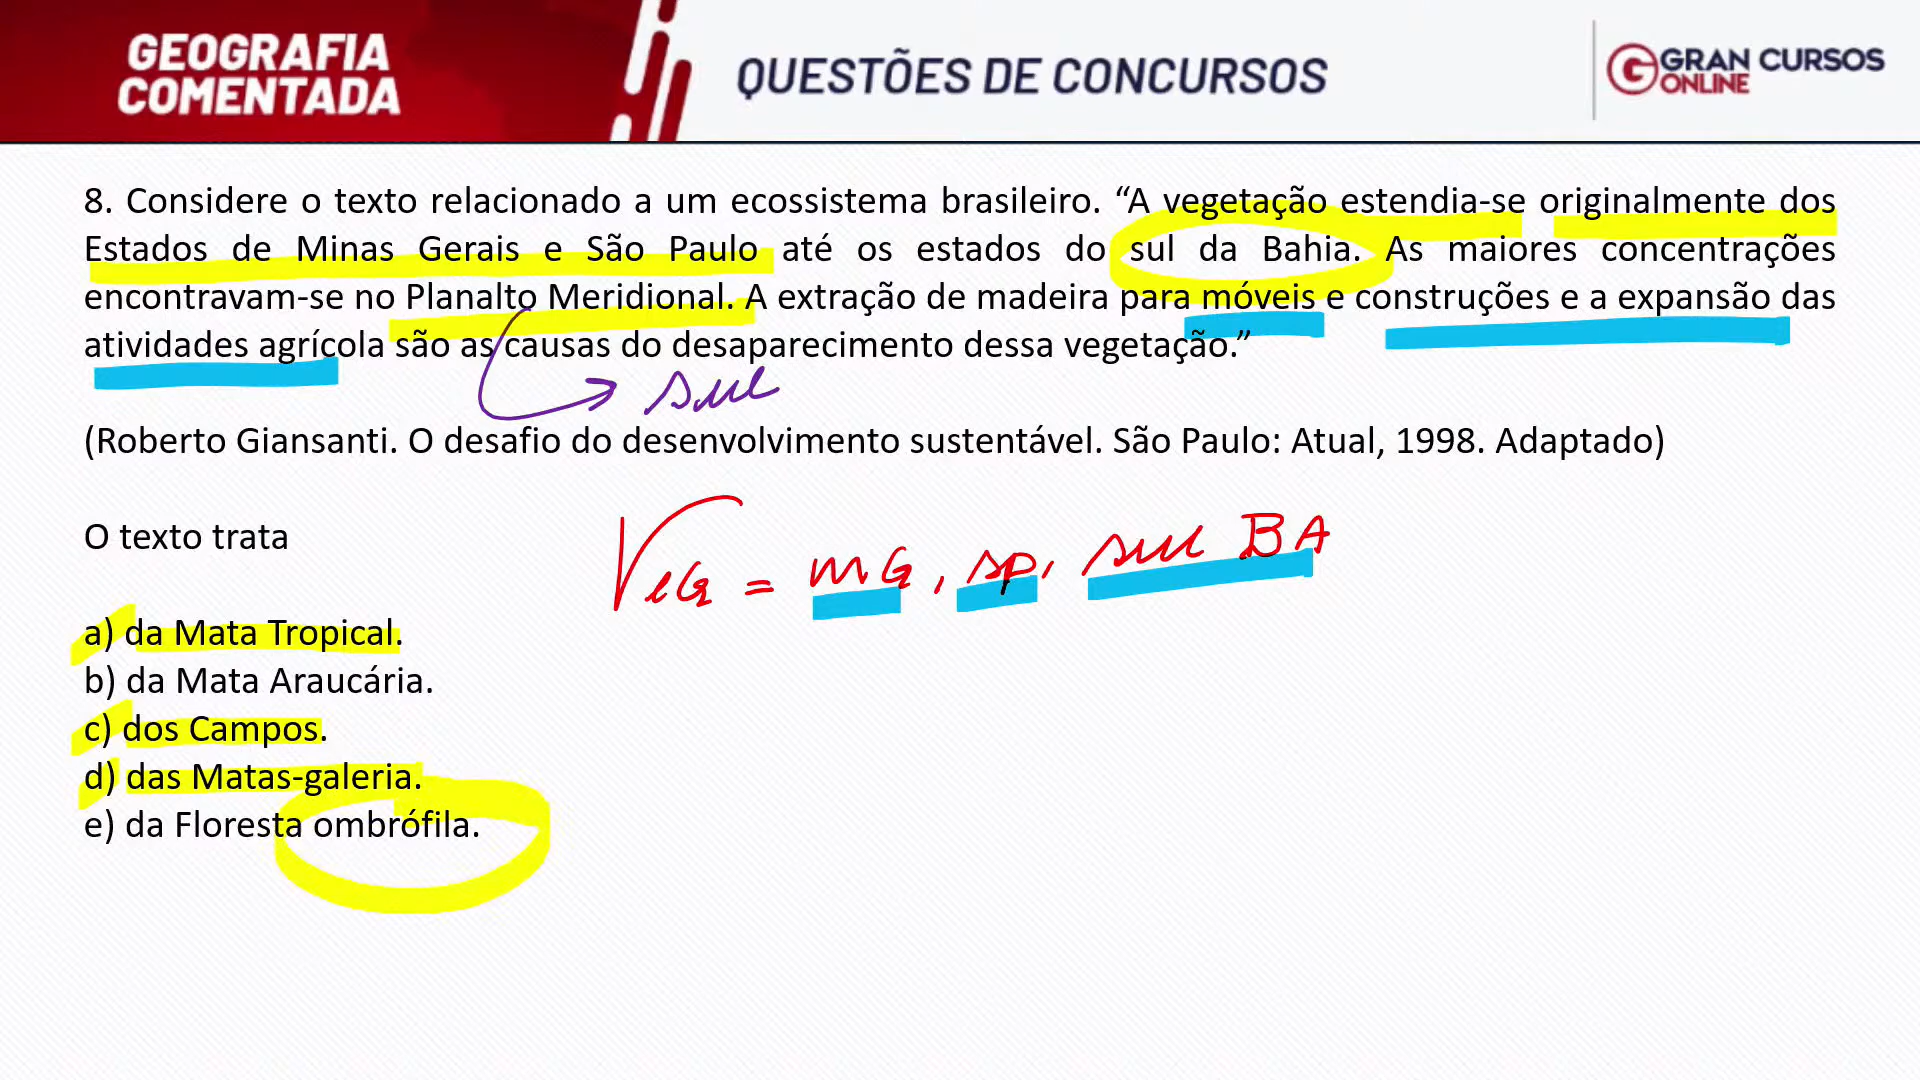 GEOGRAFIA
COMENTADA
QUESTÕES DE CONCURSOS
GRAN CURSOS
ONLINE
8. Considere o texto relacionado a um ecossistema brasileiro. “A vegetação estendia-se originalmente dos
Estados de Minas Gerais e São Paulo até os estados do sul da Bahia. As maiores concentrações
encontravam-se no Planalto Meridional. A extração de madeira para móveis e construções e a expansão das
atividades agrícola são as causas do desaparecimento dessa vegetação.”
sul
(Roberto Giansanti. O desafio do desenvolvimento sustentável. São Paulo: Atual, 1998. Adaptado)
O texto trata
VeG = MG, SP, sul BA
a) da Mata Tropical.
b) da Mata Araucária.
c) dos Campos.
d) das Matas-galeria.
e) da Floresta ombrófila.